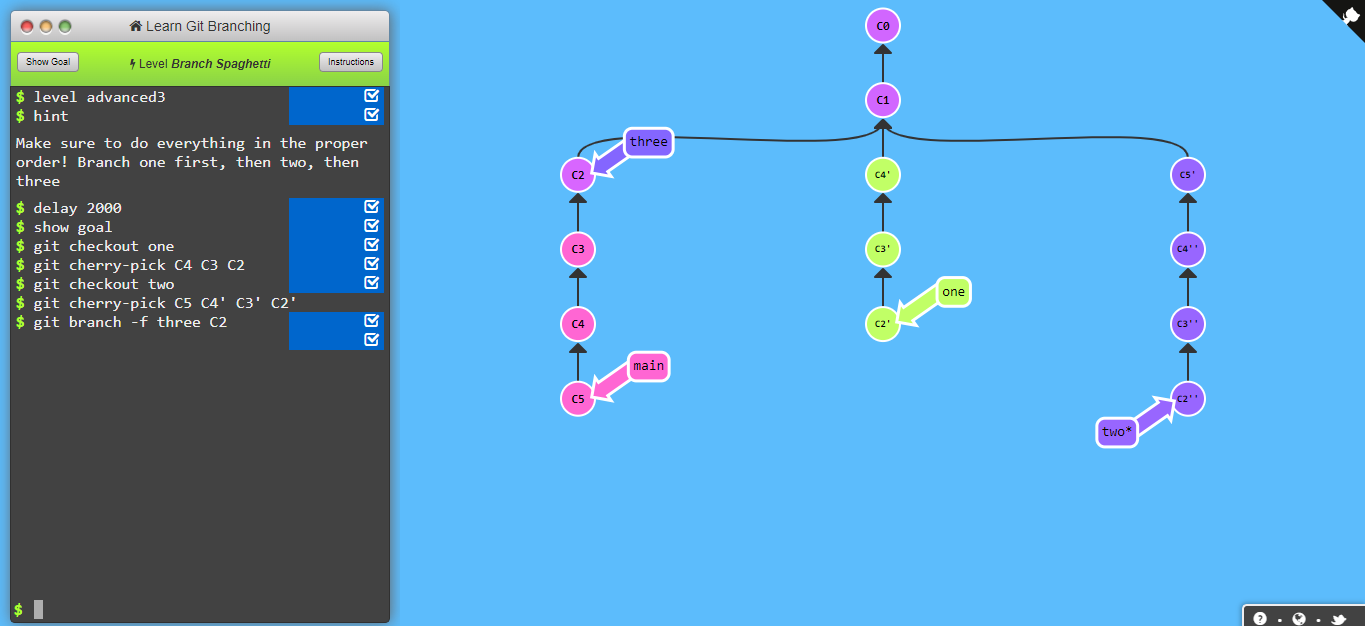 Learn Git Branching
Show Goal
Level Branch Spaghetti
Instructions
$ level advanced3
$ hint
Make sure to do everything in the proper
order! Branch one first, then two, then
three
$ delay 2000
$ show goal
$ git checkout one
$ git cherry-pick C4 C3 C2
$ git checkout two
$ git cherry-pick C5 C4' C3' C2'
$ git branch -f three C2
$
C0
C1
three
C2
C4'
C5'
C3
C3'
C4''
one
C4
C2'
C3''
main
C5
C2''
two*
?